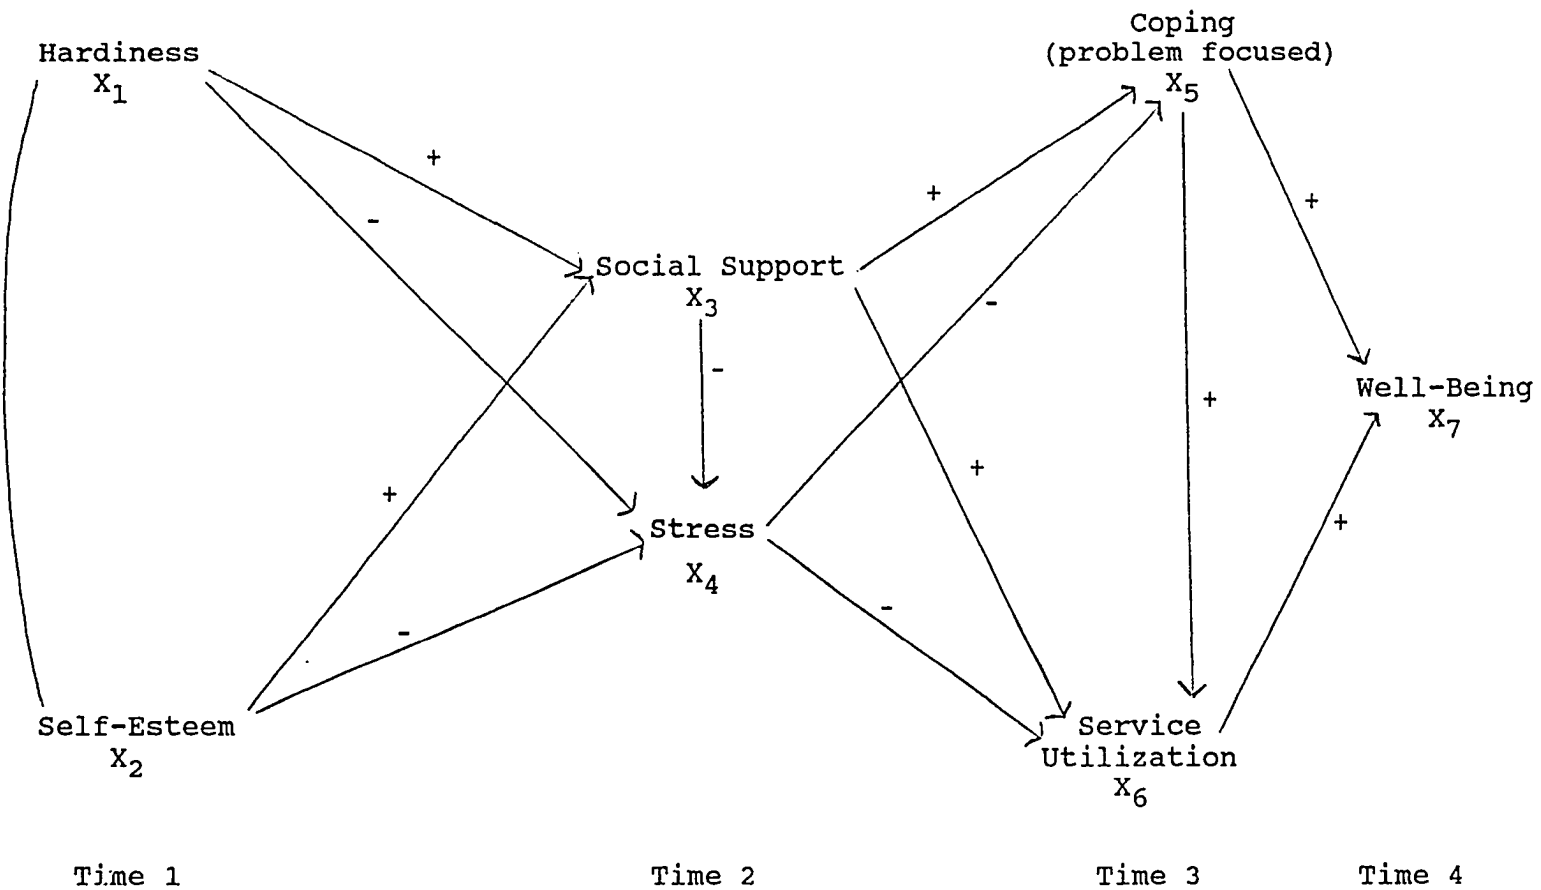 Hardiness
X1
Coping
(problem focused)
X5
+
-
+
+
Social Support
X3
-
-
Well-Being
X7
+
+
+
Stress
X4
+
-
-
Self-Esteem
X2
Service
Utilization
X6
Time 1
Time 2
Time 3
Time 4